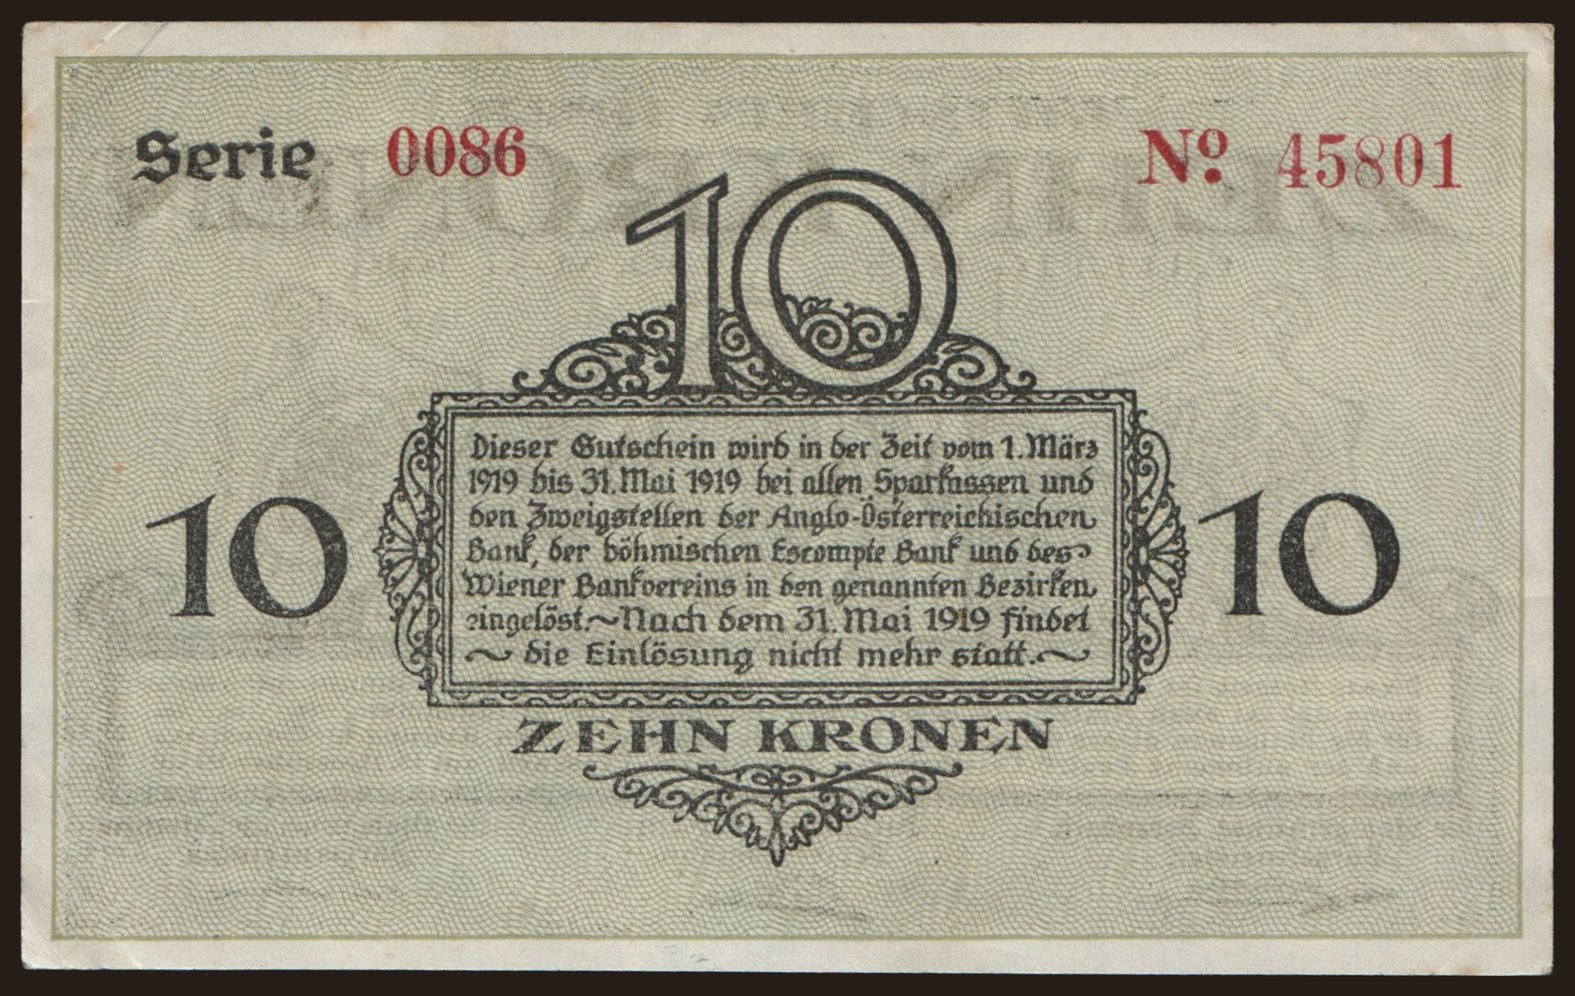 Serie 0086 No. 45801
10
Dieser Gutschein wird in der Zeit vom 1. März
1919 bis 31. Mai 1919 bei allen Sparkassen und
den Zweigstellen der Anglo-Österreichischen
Bank, der böhmischen Escompte Bank und des
Wiener Bankvereins in den genannten Bezirken
eingelöst.~Nach dem 31. Mai 1919 findet
~ die Einlösung nicht mehr statt.~
10 10
ZEHN KRONEN